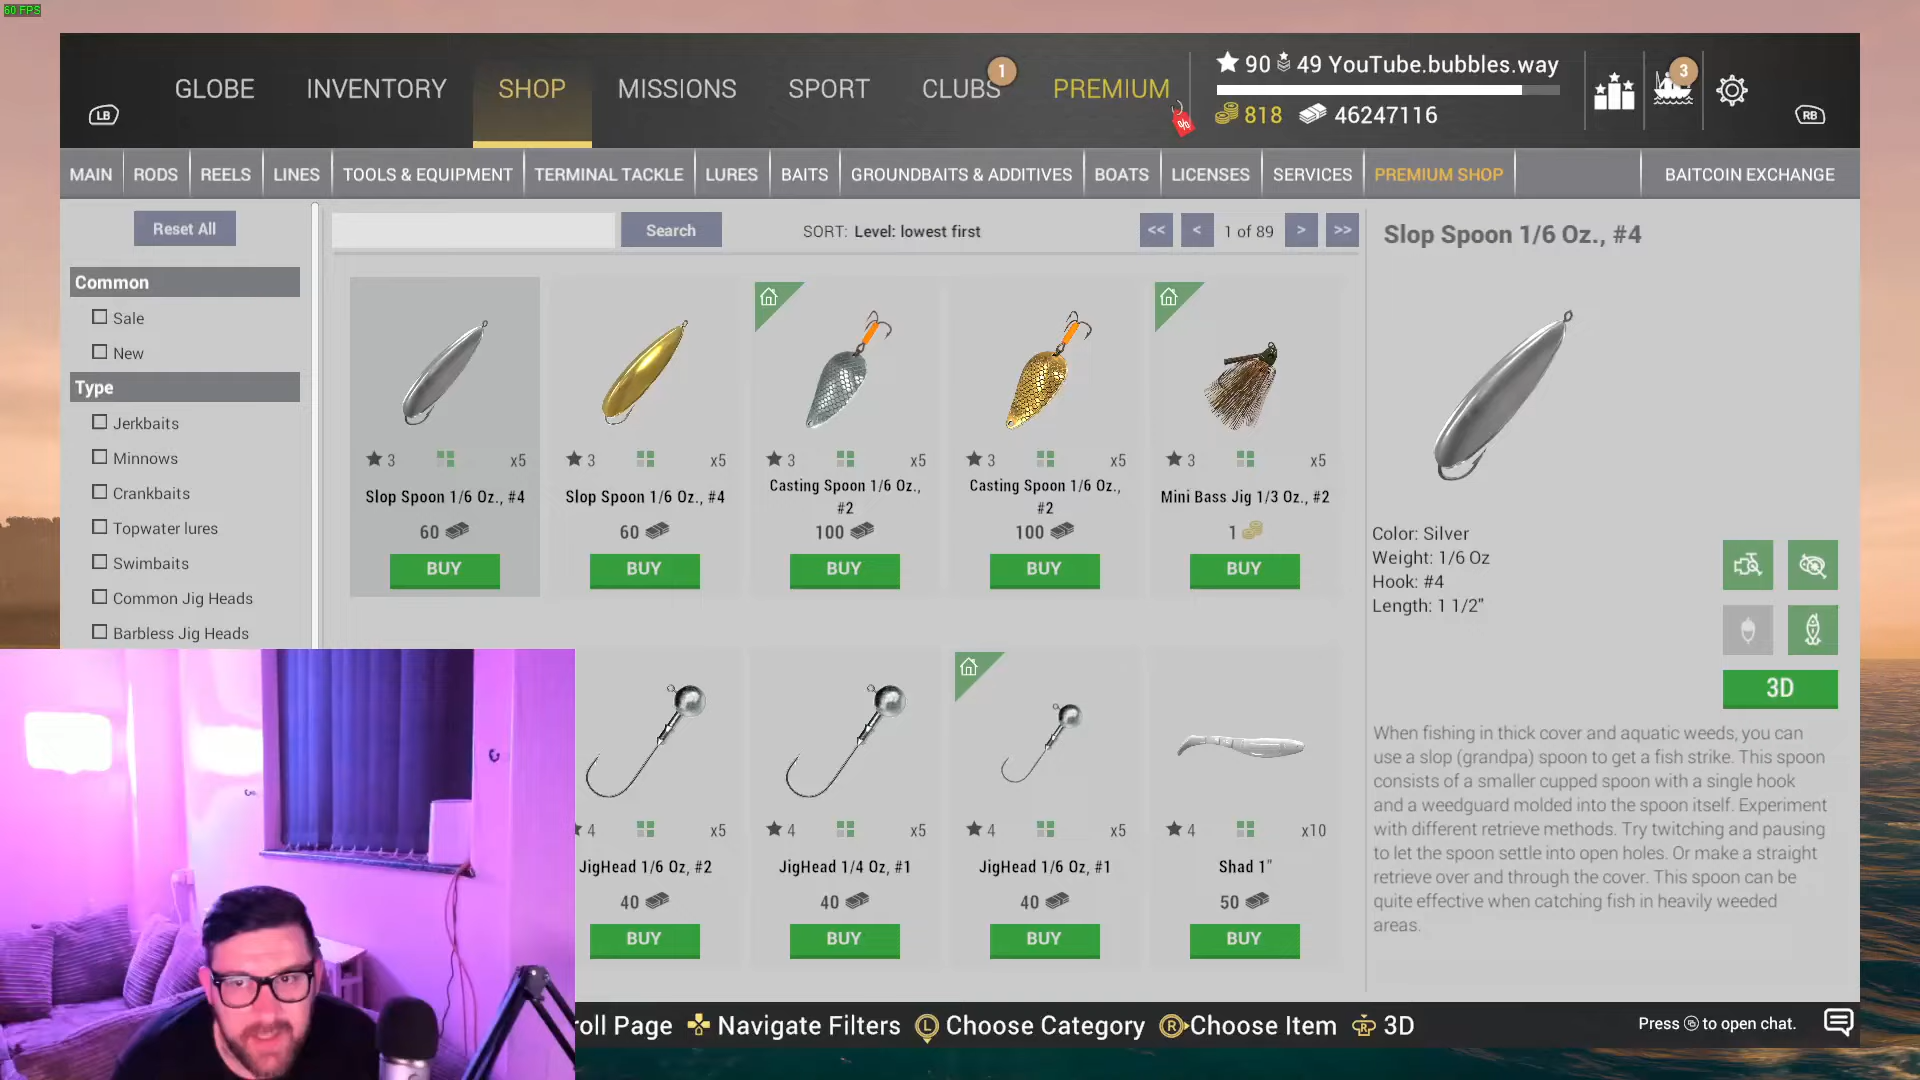 60 FPS
LB
GLOBE
INVENTORY
SHOP
MISSIONS
SPORT
CLUBS
1
PREMIUM
%
90 49 YouTube.bubbles.way
818 46247116
3
RB
MAIN
RODS
REELS
LINES
TOOLS & EQUIPMENT
TERMINAL TACKLE
LURES
BAITS
GROUNDBAITS & ADDITIVES
BOATS
LICENSES
SERVICES
PREMIUM SHOP
BAITCOIN EXCHANGE
Reset All
Common
Sale
New
Type
Jerkbaits
Minnows
Crankbaits
Topwater lures
Swimbaits
Common Jig Heads
Barbless Jig Heads
Search
SORT: Level: lowest first
<< < 1 of 89 > >>
3 x5
Slop Spoon 1/6 Oz., #4
60
BUY
3 x5
Slop Spoon 1/6 Oz., #4
60
BUY
3 x5
Casting Spoon 1/6 Oz.,
#2
100
BUY
3 x5
Casting Spoon 1/6 Oz.,
#2
100
BUY
3 x5
Mini Bass Jig 1/3 Oz., #2
1
BUY
4 x5
JigHead 1/6 Oz, #2
40
BUY
4 x5
JigHead 1/4 Oz, #1
40
BUY
4 x5
JigHead 1/6 Oz, #1
40
BUY
4 x10
Shad 1"
50
BUY
Slop Spoon 1/6 Oz., #4
Color: Silver
Weight: 1/6 Oz
Hook: #4
Length: 1 1/2"
3D
When fishing in thick cover and aquatic weeds, you can
use a slop (grandpa) spoon to get a fish strike. This spoon
consists of a smaller cupped spoon with a single hook
and a weedguard molded into the spoon itself. Experiment
with different retrieve methods. Try twitching and pausing
to let the spoon settle into open holes. Or make a straight
retrieve over and through the cover. This spoon can be
quite effective when catching fish in heavily weeded
areas.
oll Page Navigate Filters L Choose Category R Choose Item R 3D
Press to open chat.